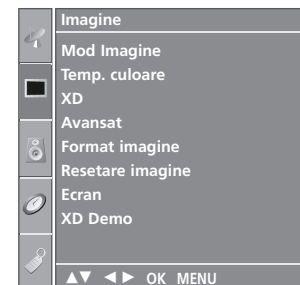 Imagine
Mod Imagine
Temp. culoare
XD
Avansat
Format imagine
Resetare imagine
Ecran
XD Demo
▲▼ ◄► OK MENU